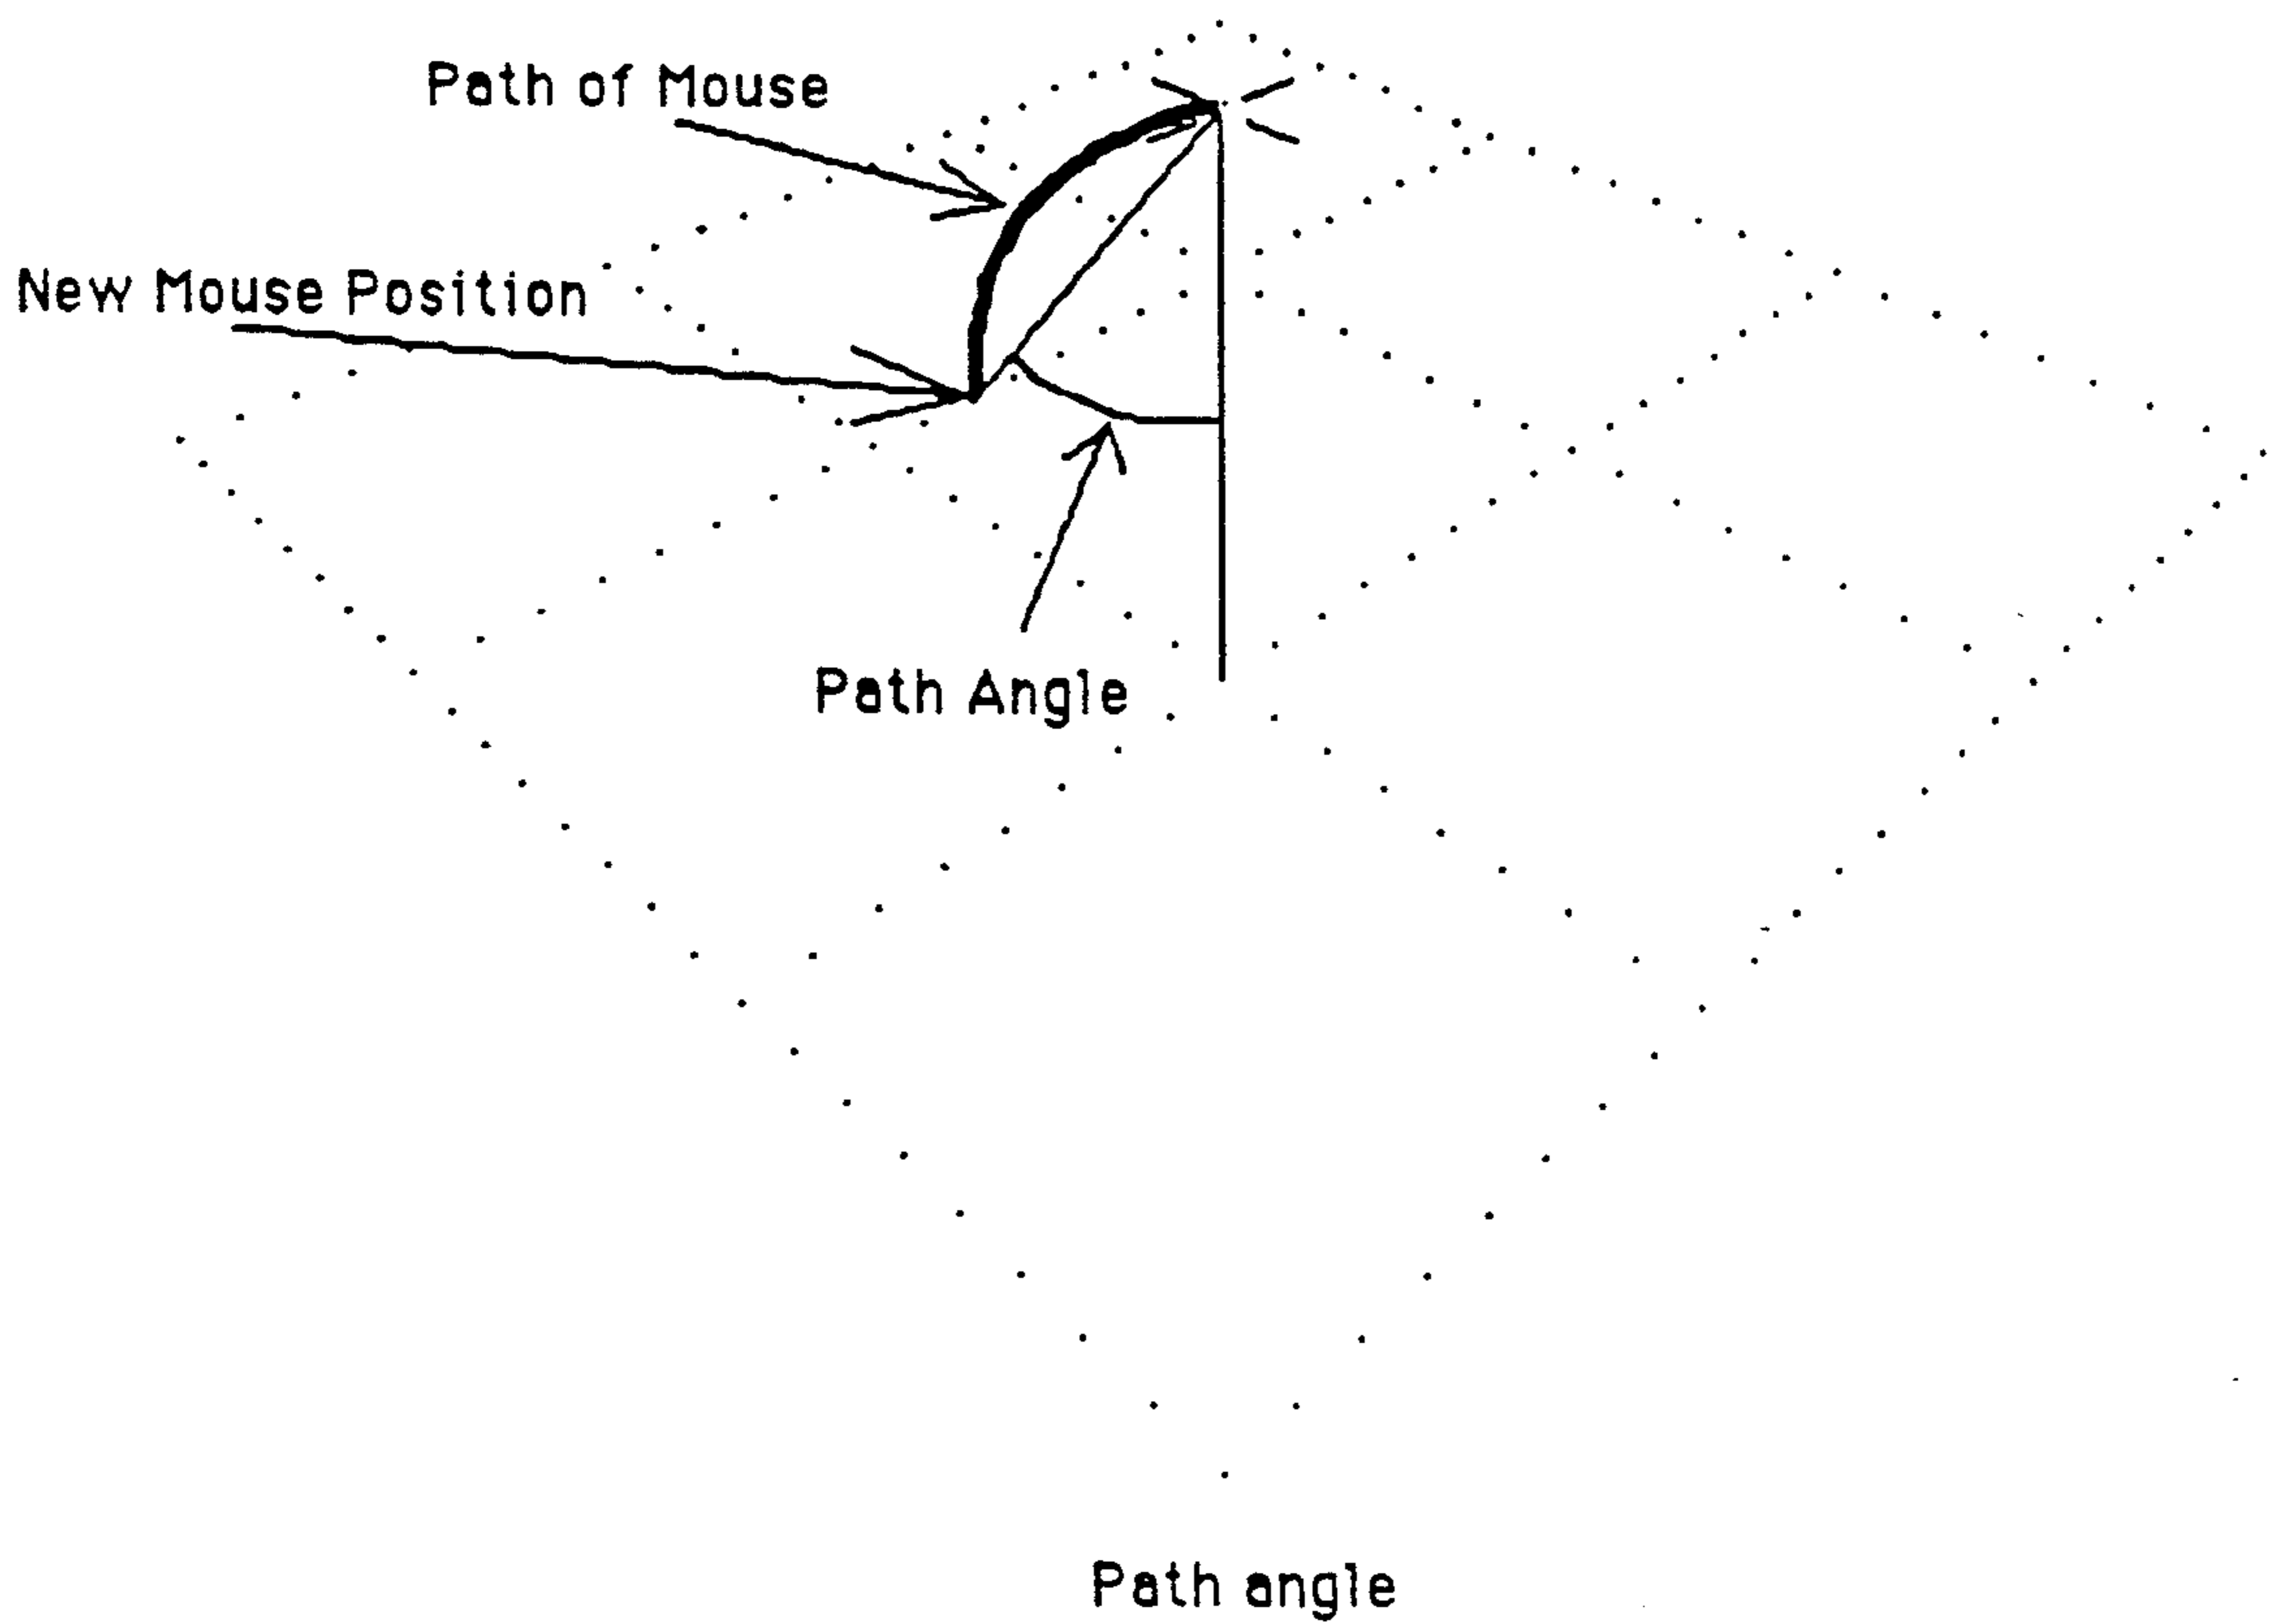 Path of Mouse
New Mouse Position
Path Angle
Path angle